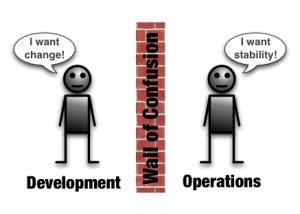 I want
change!
I want
stability!
Wall of Confusion
Development
Operations